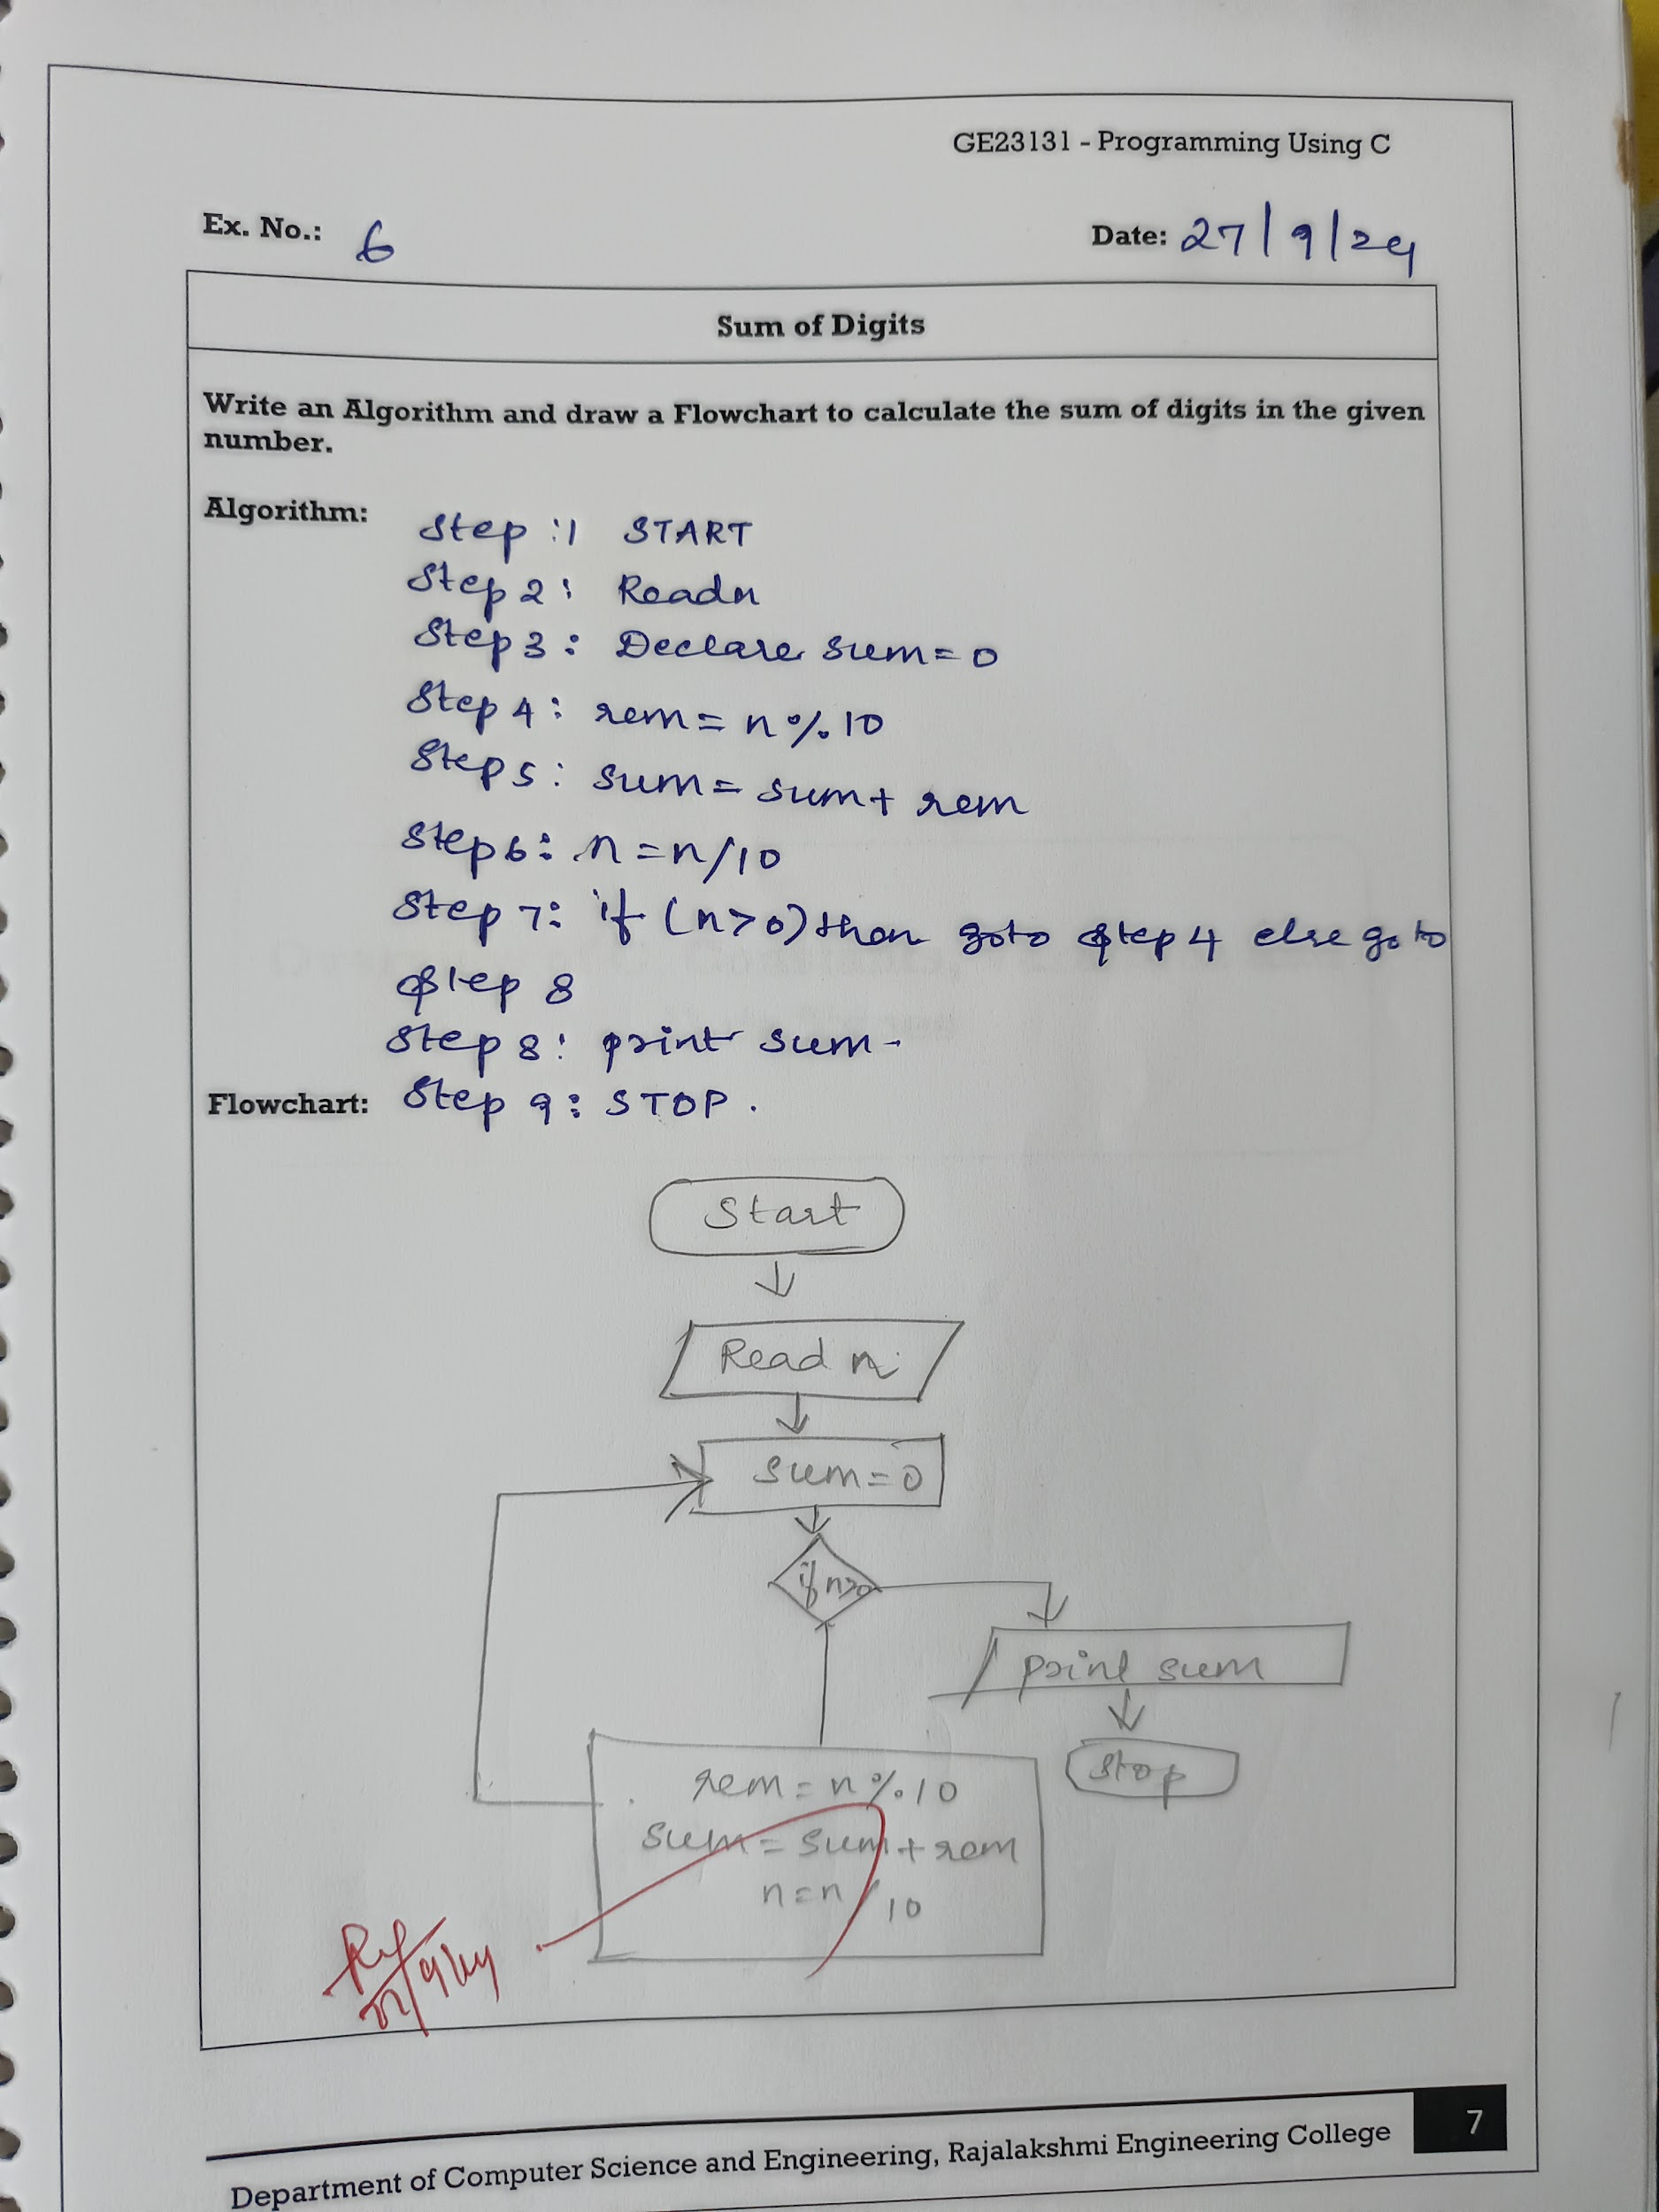 GE23131 - Programming Using C
Ex. No.: 6
Date: 27/9/24
Sum of Digits
Write an Algorithm and draw a Flowchart to calculate the sum of digits in the given
number.
Algorithm:
Step :1 START
Step 2: Read n
Step 3: Declare sum = 0
Step 4: rem = n % 10
Step 5: sum = sum + rem
Step 6: n = n/10
Step 7: if (n>0) then goto step 4 else go to
step 8
Step 8: print sum.
Flowchart: Step 9: STOP.
Start
Read n
sum = 0
if n>0
print sum
Stop
rem = n % 10
sum = sum + rem
n = n/10
Department of Computer Science and Engineering, Rajalakshmi Engineering College
7